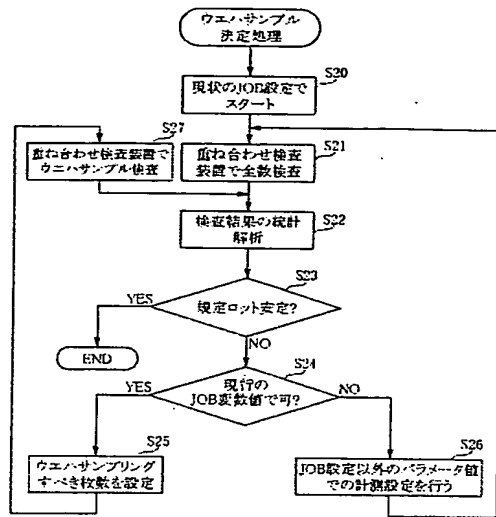 ウエハサンプル
決定処理
S20
現状のJOB設定で
スタート
S27
重ね合わせ検査装置で
ウエハサンプル検査
S21
重ね合わせ検査
装置で全数検査
S22
検査結果の統計
解析
S23
YES
規定ロット安定?
END
NO
S24
YES
現行の
JOB変数値で可?
NO
S25
ウエハサンプリング
すべき枚数を設定
S26
JOB設定以外のパラメータ値
での計測設定を行う